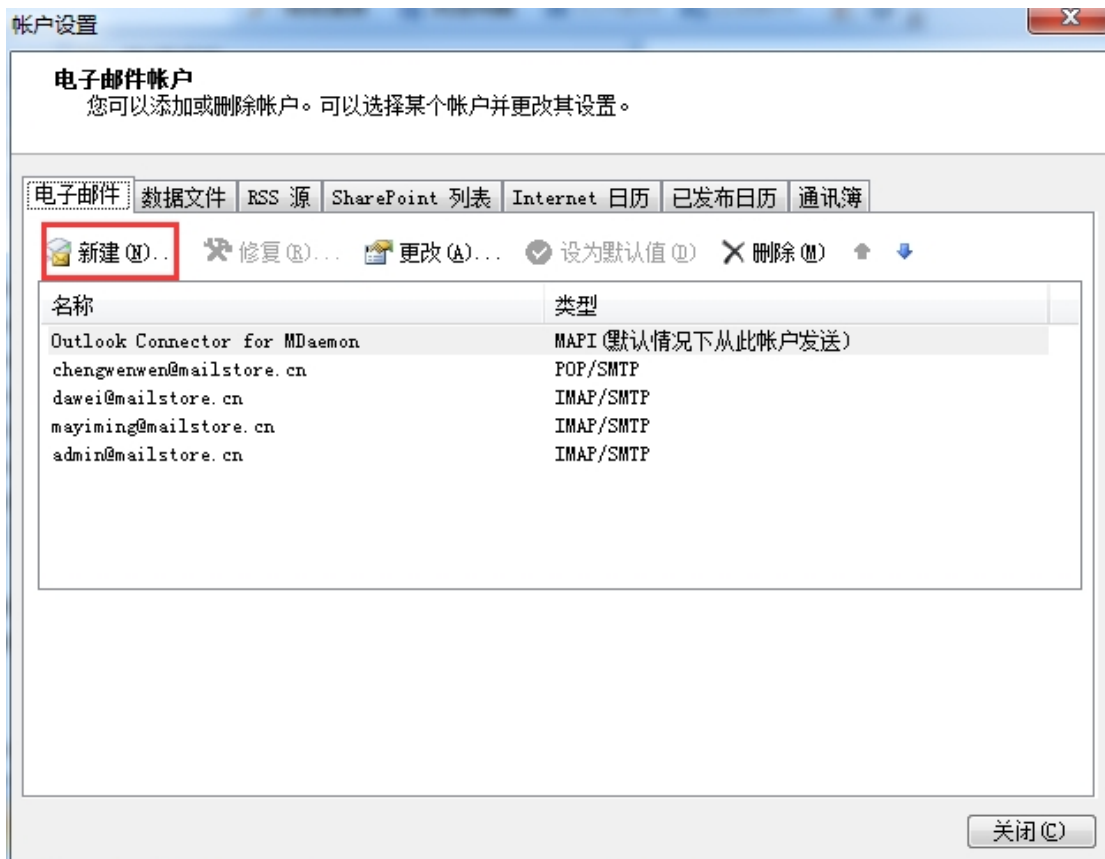 帐户设置
电子邮件帐户
您可以添加或删除帐户。可以选择某个帐户并更改其设置。
电子邮件 数据文件 RSS 源 SharePoint 列表 Internet 日历 已发布日历 通讯簿
新建(N)... 修复(R)... 更改(A)... 设为默认值(D) 删除(M)
名称 类型
Outlook Connector for MDaemon MAPI(默认情况下从此帐户发送)
chengwenwen@mailstore.cn POP/SMTP
dawei@mailstore.cn IMAP/SMTP
mayiming@mailstore.cn IMAP/SMTP
admin@mailstore.cn IMAP/SMTP
关闭(C)